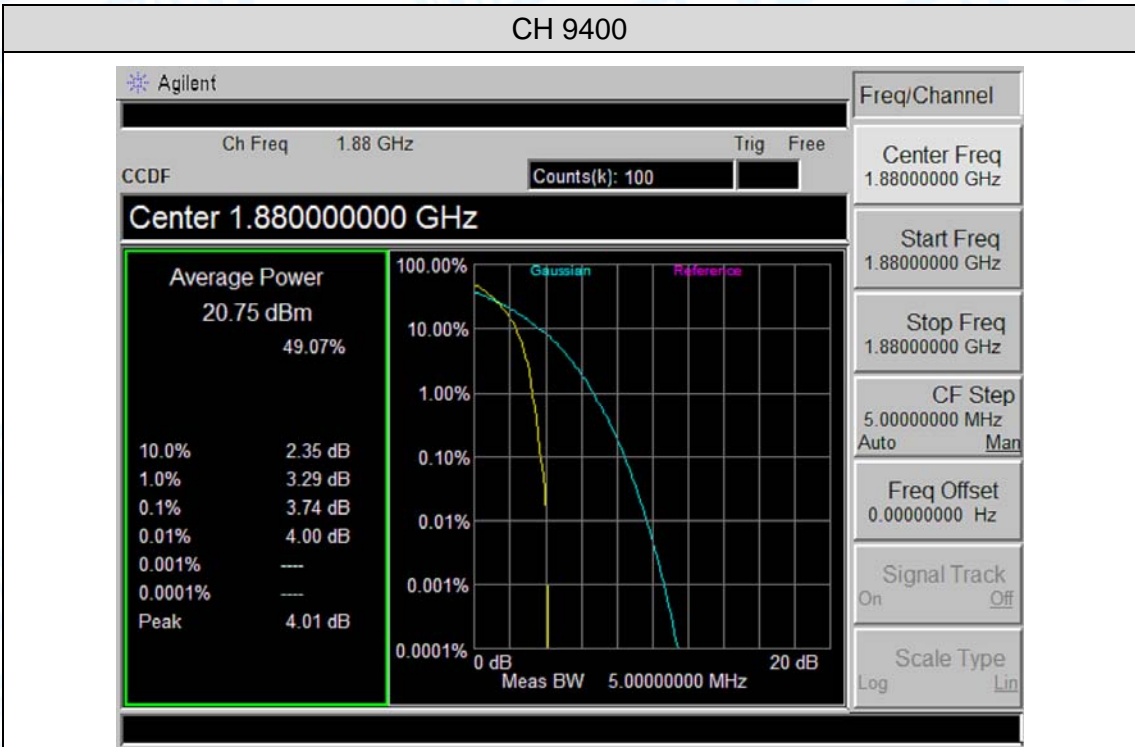 CH 9400
Agilent
Freq/Channel
Ch Freq 1.88 GHz Trig Free
CCDF
Counts(k): 100
Center 1.880000000 GHz
Average Power
20.75 dBm
49.07%
10.0% 2.35 dB
1.0% 3.29 dB
0.1% 3.74 dB
0.01% 4.00 dB
0.001% ----
0.0001% ----
Peak 4.01 dB
Gaussian Reference
100.00%
10.00%
1.00%
0.10%
0.01%
0.001%
0.0001%
0 dB 20 dB
Meas BW 5.00000000 MHz
Center Freq
1.88000000 GHz
Start Freq
1.88000000 GHz
Stop Freq
1.88000000 GHz
CF Step
5.00000000 MHz
Auto Man
Freq Offset
0.00000000 Hz
Signal Track
On Off
Scale Type
Log Lin